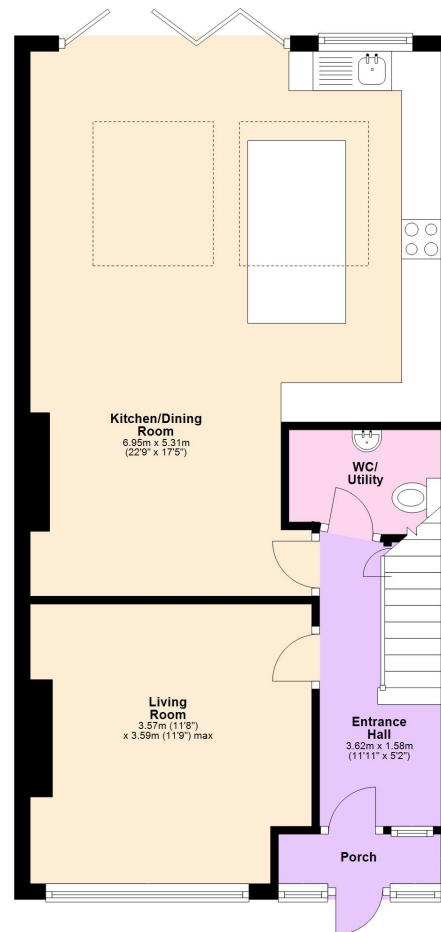 Kitchen/Dining
Room
6.95m x 5.31m
(22'9" x 17'5")
WC/
Utility
Living
Room
3.57m (11'8")
x 3.59m (11'9") max
Entrance
Hall
3.62m x 1.58m
(11'11" x 5'2")
Porch